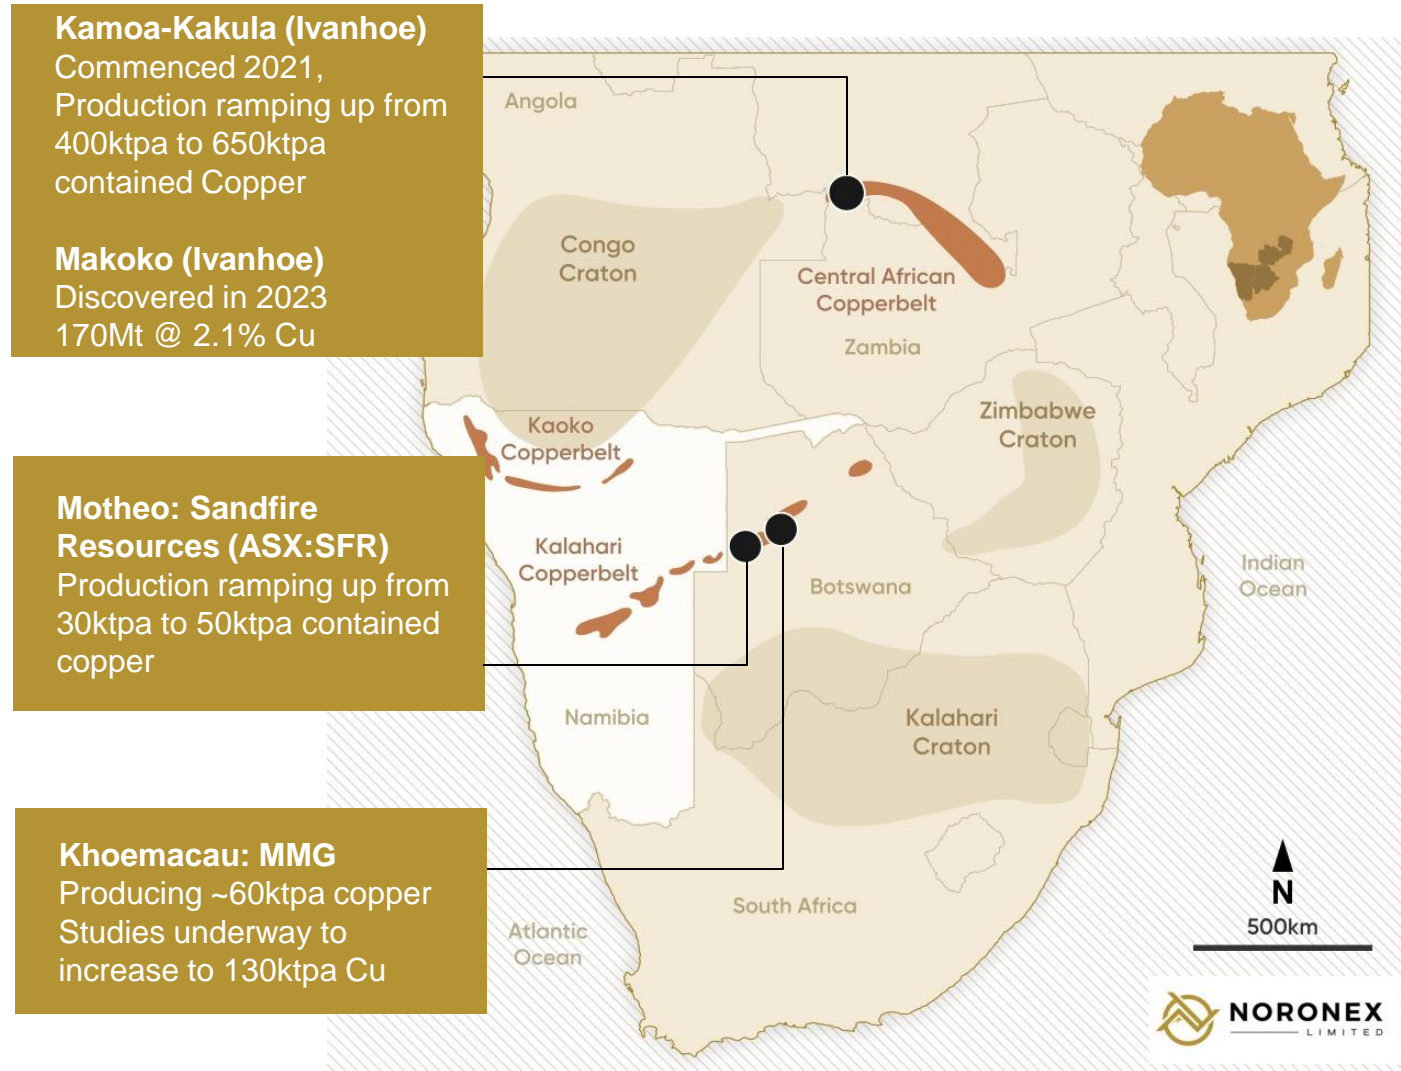 Kamoa-Kakula (Ivanhoe)
Commenced 2021,
Production ramping up from
400ktpa to 650ktpa
contained Copper
Makoko (Ivanhoe)
Discovered in 2023
170Mt @ 2.1% Cu
Motheo: Sandfire
Resources (ASX:SFR)
Production ramping up from
30ktpa to 50ktpa contained
copper
Khoemacau: MMG
Producing ~60ktpa copper
Studies underway to
increase to 130ktpa Cu
Angola
Congo
Craton
Central African
Copperbelt
Zambia
Kaoko
Copperbelt
Zimbabwe
Craton
Kalahari
Copperbelt
Botswana
Indian
Ocean
Namibia
Kalahari
Craton
South Africa
Atlantic
Ocean
N
500km
NORONEX
LIMITED